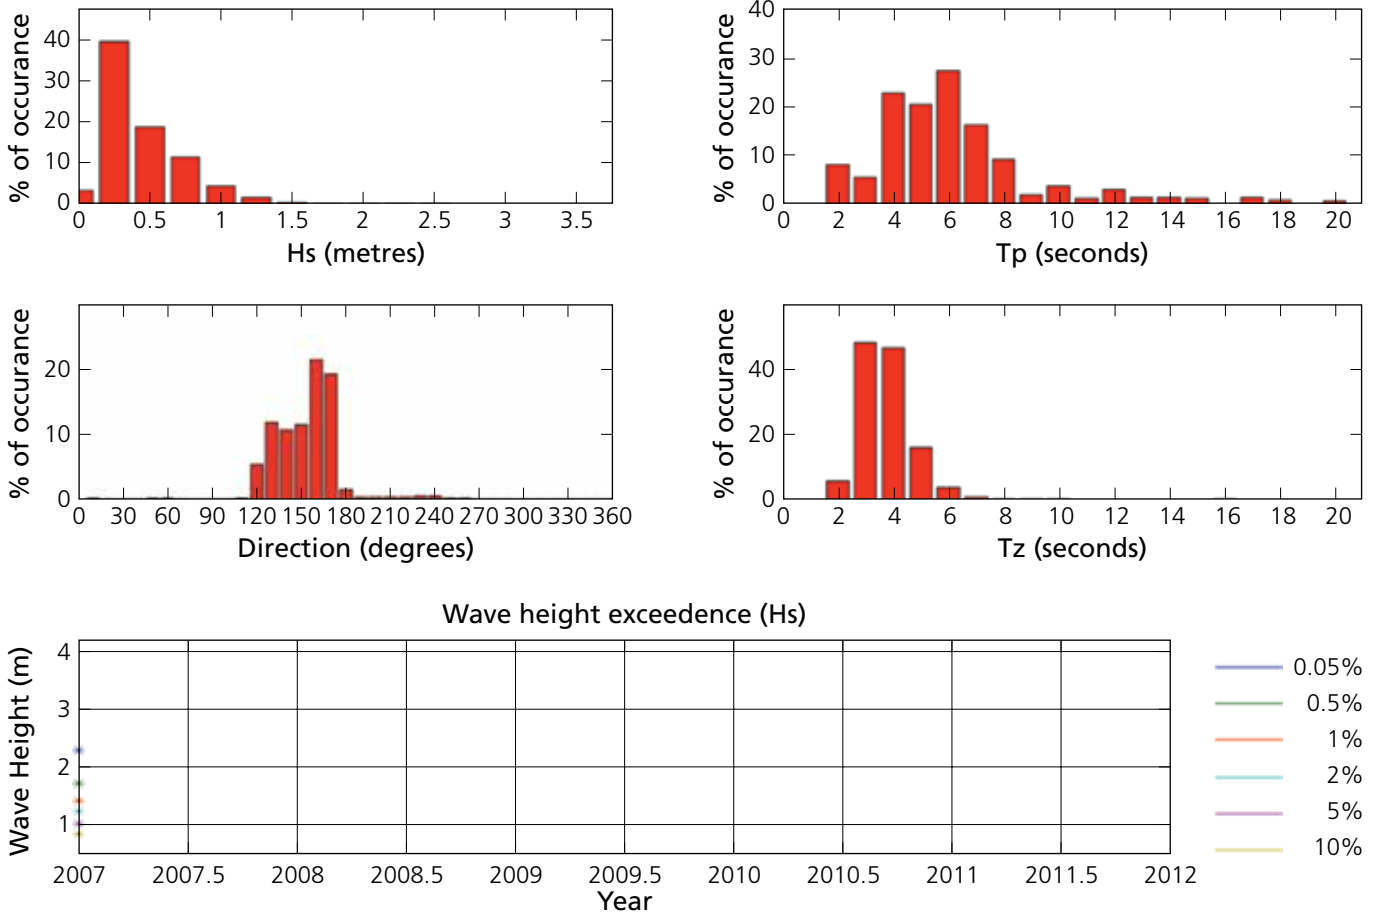 % of occurance
40
30
20
10
0
0 0.5 1 1.5 2 2.5 3 3.5
Hs (metres)
% of occurance
40
30
20
10
0
0 2 4 6 8 10 12 14 16 18 20
Tp (seconds)
% of occurance
20
10
0
0 30 60 90 120 150 180 210 240 270 300 330 360
Direction (degrees)
% of occurance
40
20
0
0 2 4 6 8 10 12 14 16 18 20
Tz (seconds)
Wave height exceedence (Hs)
Wave Height (m)
4
3
2
1
2007 2007.5 2008 2008.5 2009 2009.5 2010 2010.5 2011 2011.5 2012
Year
0.05%
0.5%
1%
2%
5%
10%